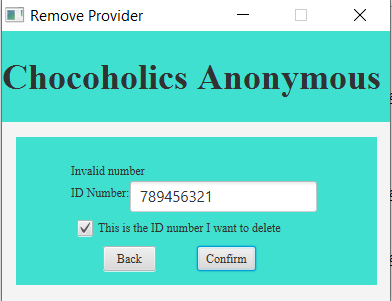 Remove Provider
Chocoholics Anonymous
Invalid number
ID Number: 789456321
This is the ID number I want to delete
Back Confirm